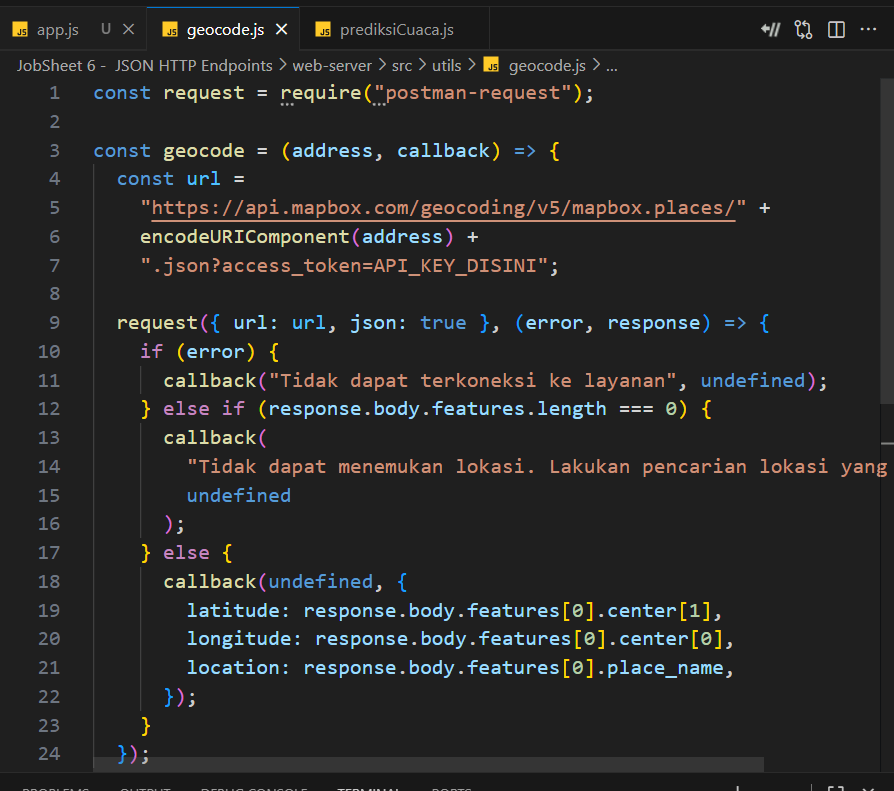 JS app.js U × JS geocode.js × JS prediksiCuaca.js
JobSheet 6 - JSON HTTP Endpoints > web-server > src > utils > JS geocode.js > ...
1 const request = require("postman-request");
2
3 const geocode = (address, callback) => {
4 const url =
5 "https://api.mapbox.com/geocoding/v5/mapbox.places/" +
6 encodeURIComponent(address) +
7 ".json?access_token=API_KEY_DISINI";
8
9 request({ url: url, json: true }, (error, response) => {
10 if (error) {
11 callback("Tidak dapat terkoneksi ke layanan", undefined);
12 } else if (response.body.features.length === 0) {
13 callback(
14 "Tidak dapat menemukan lokasi. Lakukan pencarian lokasi yang
15 undefined
16 );
17 } else {
18 callback(undefined, {
19 latitude: response.body.features[0].center[1],
20 longitude: response.body.features[0].center[0],
21 location: response.body.features[0].place_name,
22 });
23 }
24 });
PROBLEMS OUTPUT DEBUG CONSOLE TERMINAL PORTS